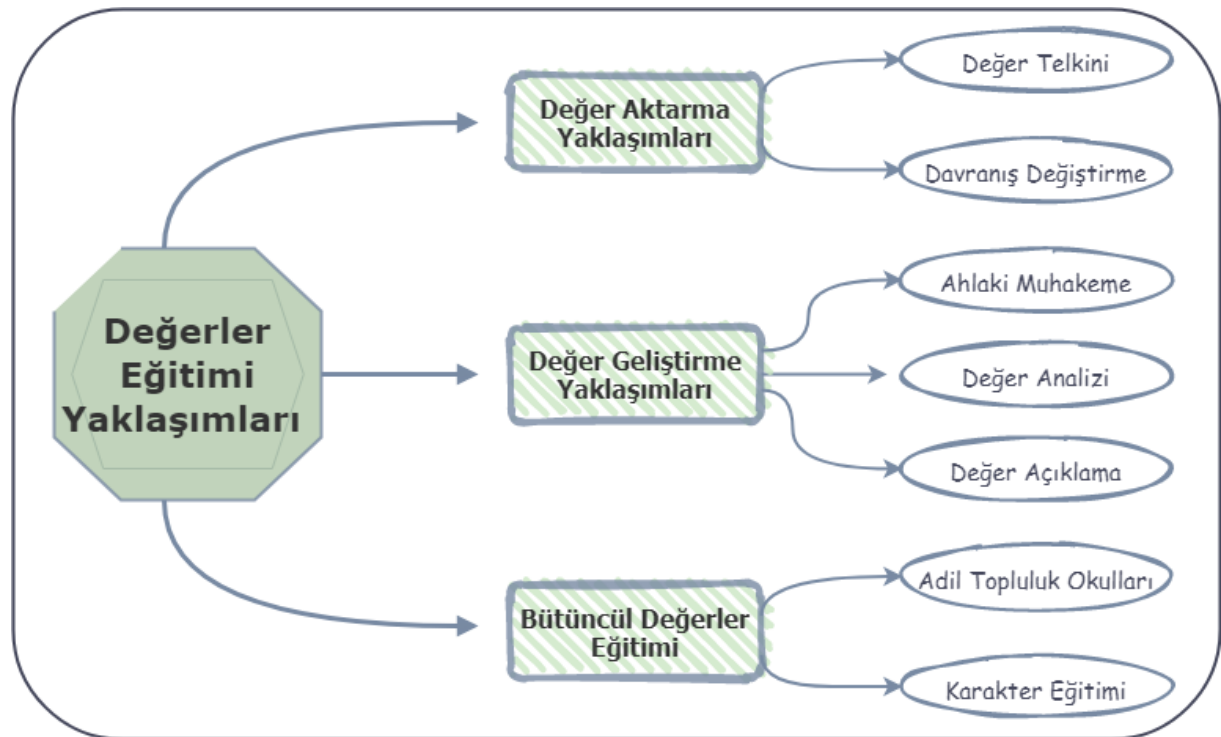 Değerler
Eğitimi
Yaklaşımları
Değer Aktarma
Yaklaşımları
Değer Telkini
Davranış Değiştirme
Değer Geliştirme
Yaklaşımları
Ahlaki Muhakeme
Değer Analizi
Değer Açıklama
Bütüncül Değerler
Eğitimi
Adil Topluluk Okulları
Karakter Eğitimi